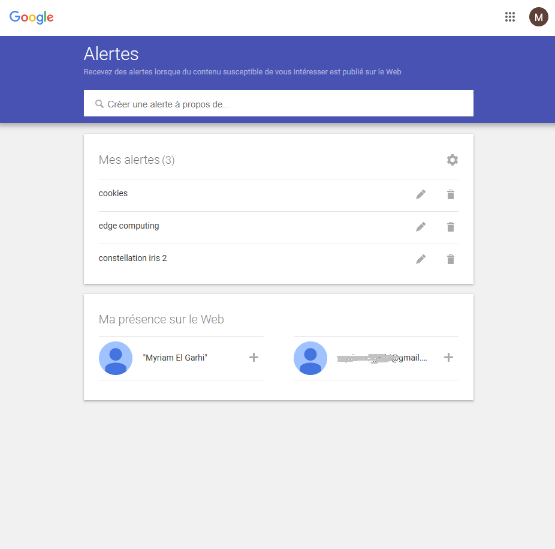 Google
M
Alertes
Recevez des alertes lorsque du contenu susceptible de vous intéresser est publié sur le Web
Créer une alerte à propos de...
Mes alertes (3)
cookies
edge computing
constellation iris 2
Ma présence sur le Web
"Myriam El Garhi"
@gmail....